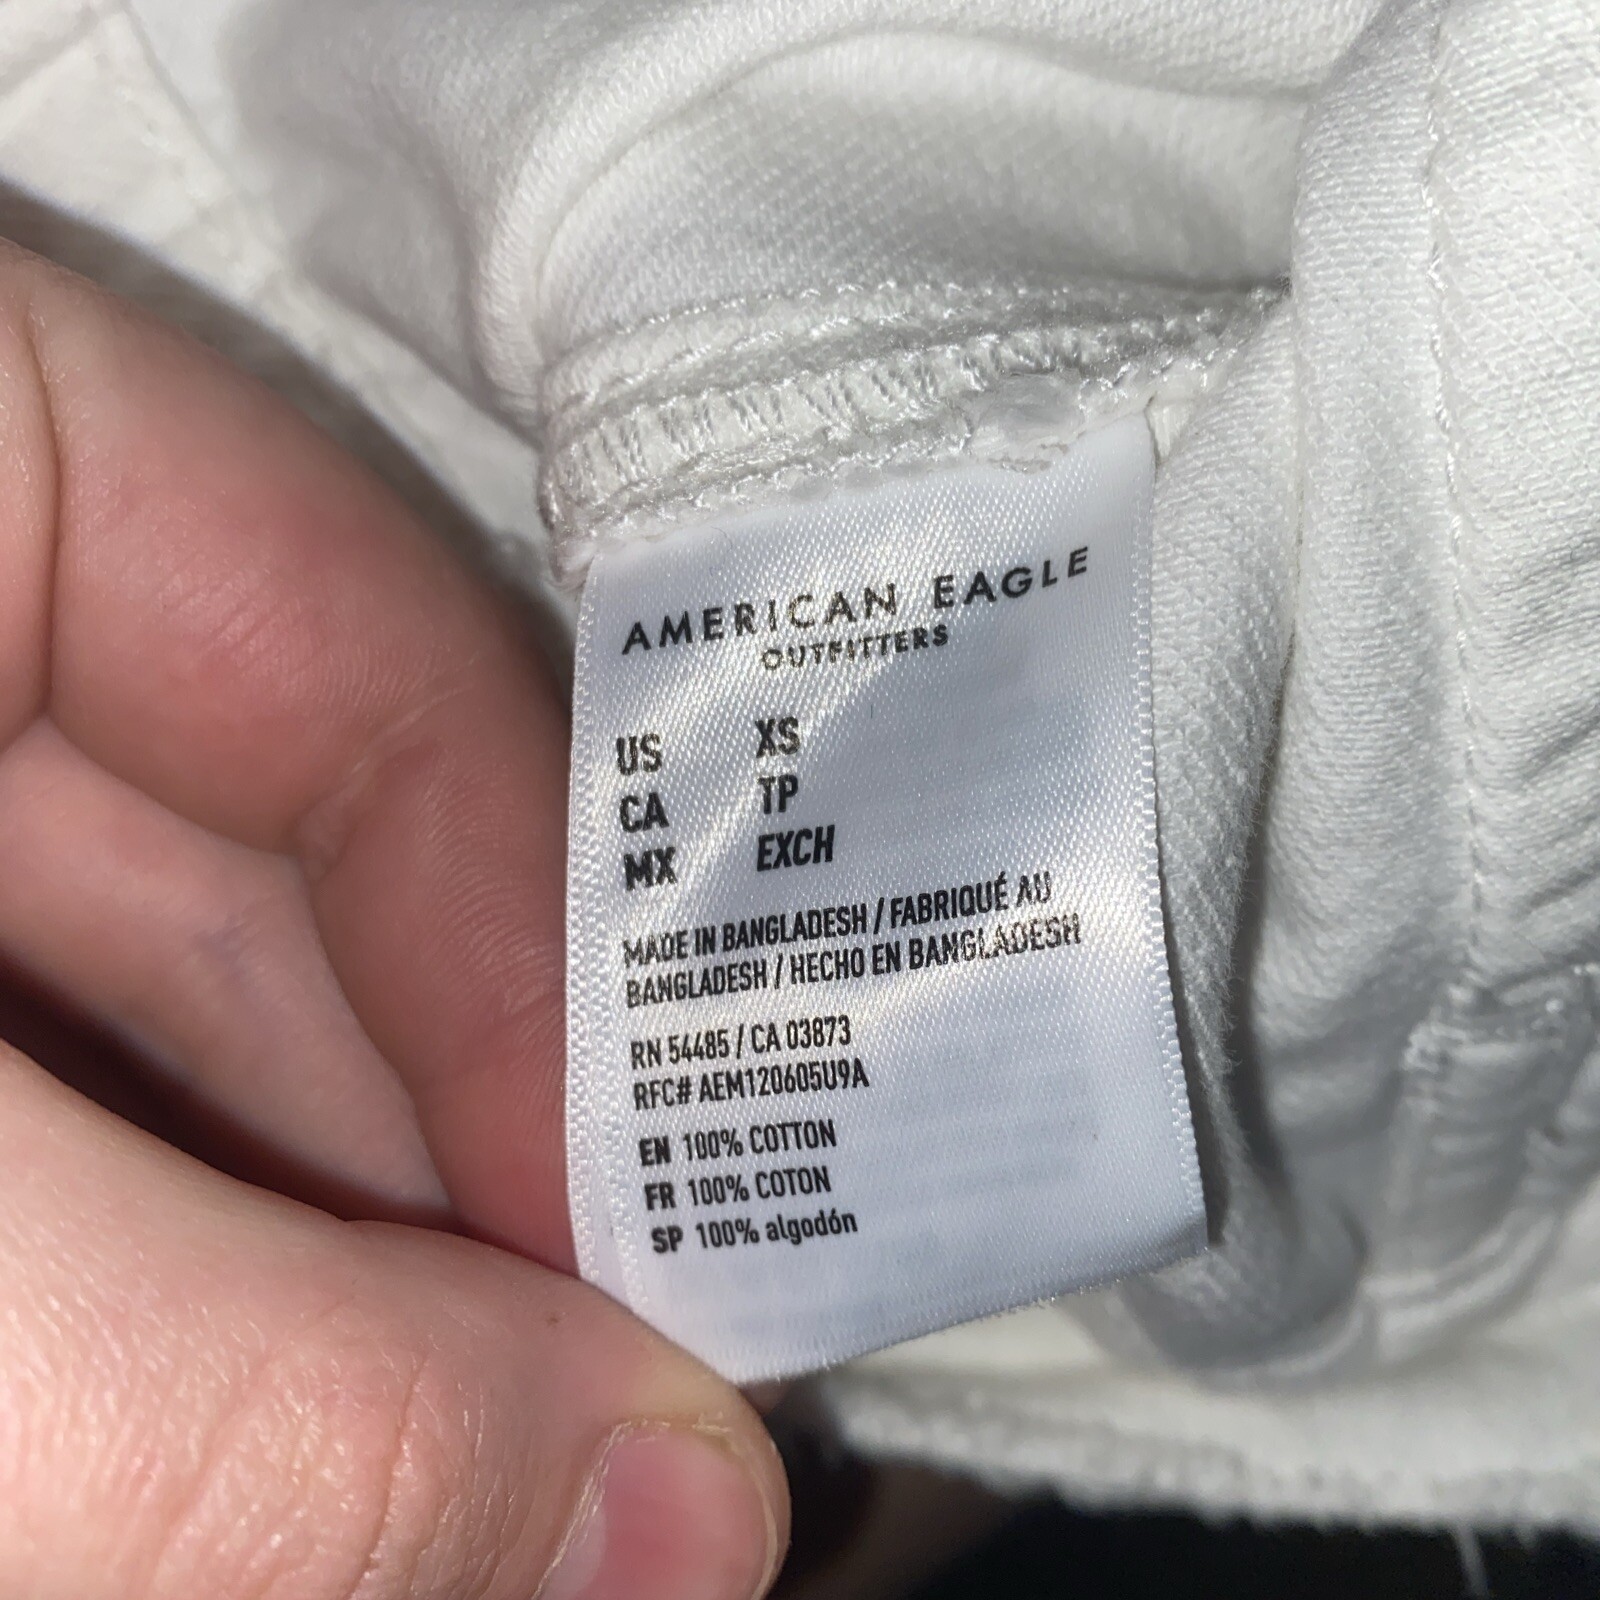 AMERICAN EAGLE
OUTFITTERS
US XS
CA TP
MX EXCH
MADE IN BANGLADESH / FABRIQUÉ AU
BANGLADESH / HECHO EN BANGLADESH
RN 54485 / CA 03873
RFC# AEM120605U9A
EN 100% COTTON
FR 100% COTON
SP 100% algodón